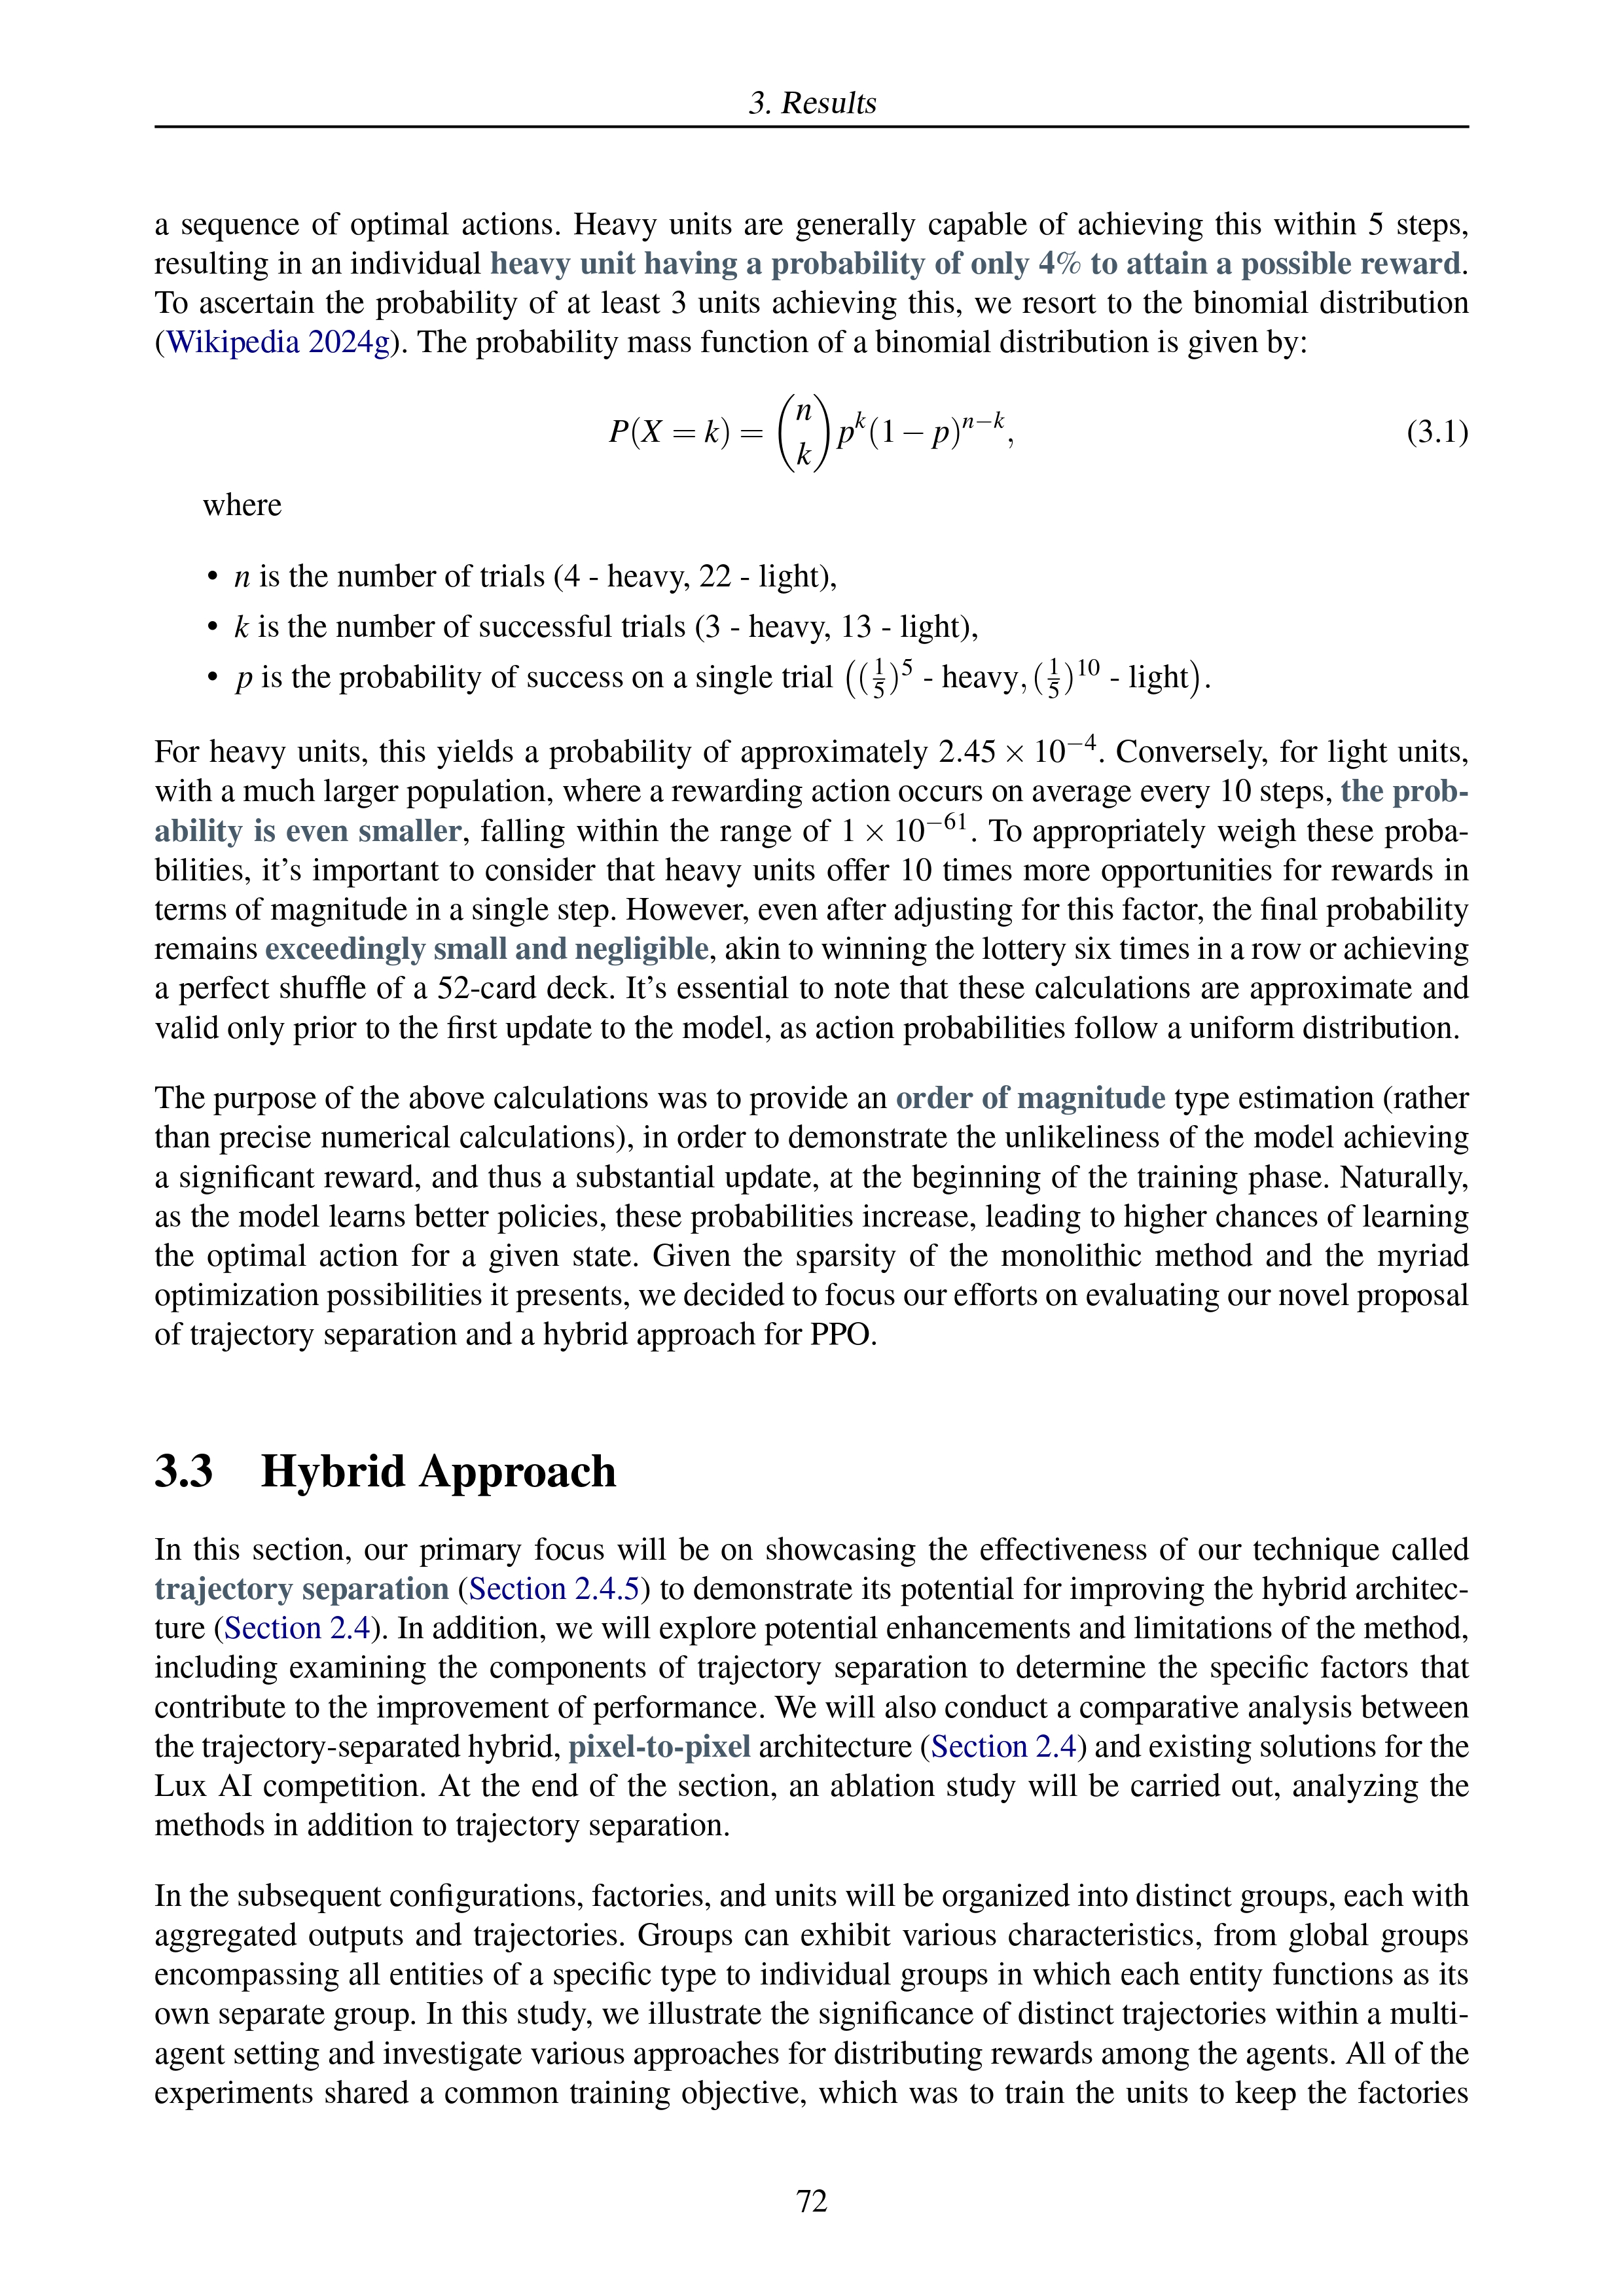 3. Results
a sequence of optimal actions. Heavy units are generally capable of achieving this within 5 steps,
resulting in an individual heavy unit having a probability of only 4% to attain a possible reward.
To ascertain the probability of at least 3 units achieving this, we resort to the binomial distribution
(Wikipedia 2024g). The probability mass function of a binomial distribution is given by:
P(X = k) = \binom{n}{k} p^k (1 − p)^{n−k}, (3.1)
where
• n is the number of trials (4 - heavy, 22 - light),
• k is the number of successful trials (3 - heavy, 13 - light),
• p is the probability of success on a single trial ((1/5)^5 - heavy, (1/5)^10 - light).
For heavy units, this yields a probability of approximately 2.45 × 10^−4. Conversely, for light units,
with a much larger population, where a rewarding action occurs on average every 10 steps, the prob-
ability is even smaller, falling within the range of 1 × 10^−61. To appropriately weigh these proba-
bilities, it's important to consider that heavy units offer 10 times more opportunities for rewards in
terms of magnitude in a single step. However, even after adjusting for this factor, the final probability
remains exceedingly small and negligible, akin to winning the lottery six times in a row or achieving
a perfect shuffle of a 52-card deck. It's essential to note that these calculations are approximate and
valid only prior to the first update to the model, as action probabilities follow a uniform distribution.
The purpose of the above calculations was to provide an order of magnitude type estimation (rather
than precise numerical calculations), in order to demonstrate the unlikeliness of the model achieving
a significant reward, and thus a substantial update, at the beginning of the training phase. Naturally,
as the model learns better policies, these probabilities increase, leading to higher chances of learning
the optimal action for a given state. Given the sparsity of the monolithic method and the myriad
optimization possibilities it presents, we decided to focus our efforts on evaluating our novel proposal
of trajectory separation and a hybrid approach for PPO.
3.3 Hybrid Approach
In this section, our primary focus will be on showcasing the effectiveness of our technique called
trajectory separation (Section 2.4.5) to demonstrate its potential for improving the hybrid architec-
ture (Section 2.4). In addition, we will explore potential enhancements and limitations of the method,
including examining the components of trajectory separation to determine the specific factors that
contribute to the improvement of performance. We will also conduct a comparative analysis between
the trajectory-separated hybrid, pixel-to-pixel architecture (Section 2.4) and existing solutions for the
Lux AI competition. At the end of the section, an ablation study will be carried out, analyzing the
methods in addition to trajectory separation.
In the subsequent configurations, factories, and units will be organized into distinct groups, each with
aggregated outputs and trajectories. Groups can exhibit various characteristics, from global groups
encompassing all entities of a specific type to individual groups in which each entity functions as its
own separate group. In this study, we illustrate the significance of distinct trajectories within a multi-
agent setting and investigate various approaches for distributing rewards among the agents. All of the
experiments shared a common training objective, which was to train the units to keep the factories
72